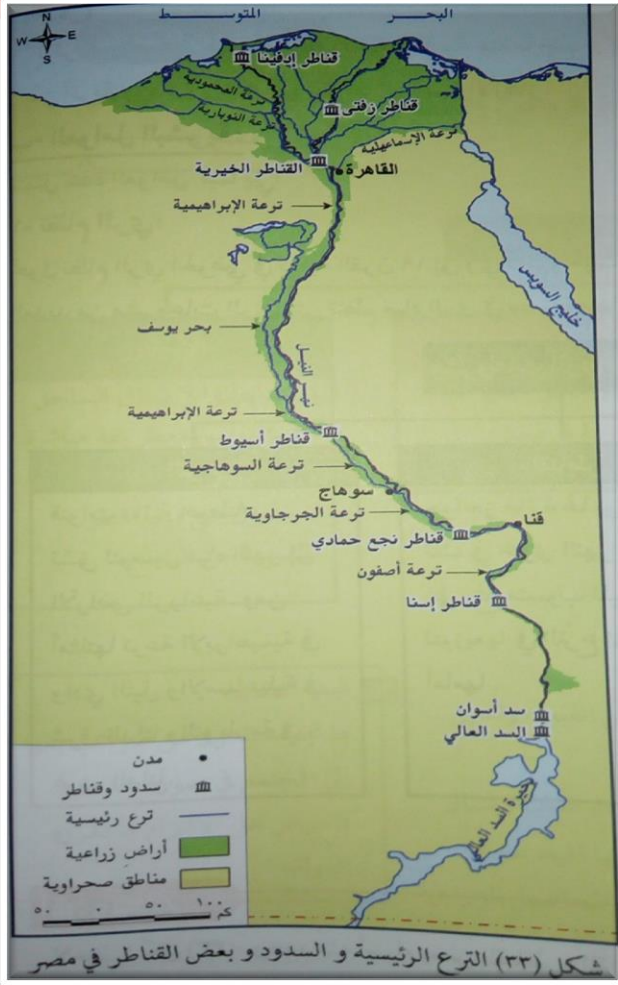 البحر المتوسط
N
W E
S
قناطر إدفينا
ترعة المحمودية
قناطر زفتى
ترعة النوبارية
ترعة الإسماعيلية
القناطر الخيرية
القاهرة
ترعة الإبراهيمية
خليج السويس
بحر يوسف
نهر النيل
ترعة الإبراهيمية
قناطر أسيوط
ترعة السوهاجية
سوهاج
ترعة الجرجاوية
قنا
قناطر نجع حمادي
ترعة أصفون
قناطر إسنا
سد أسوان
السد العالي
بحيرة السد العالي
مدن
سدود وقناطر
ترع رئيسية
أراضٍ زراعية
مناطق صحراوية
٥٠ ٠ ٥٠ ١٠٠ كم
شكل (٣٣) الترع الرئيسية و السدود و بعض القناطر في مصر